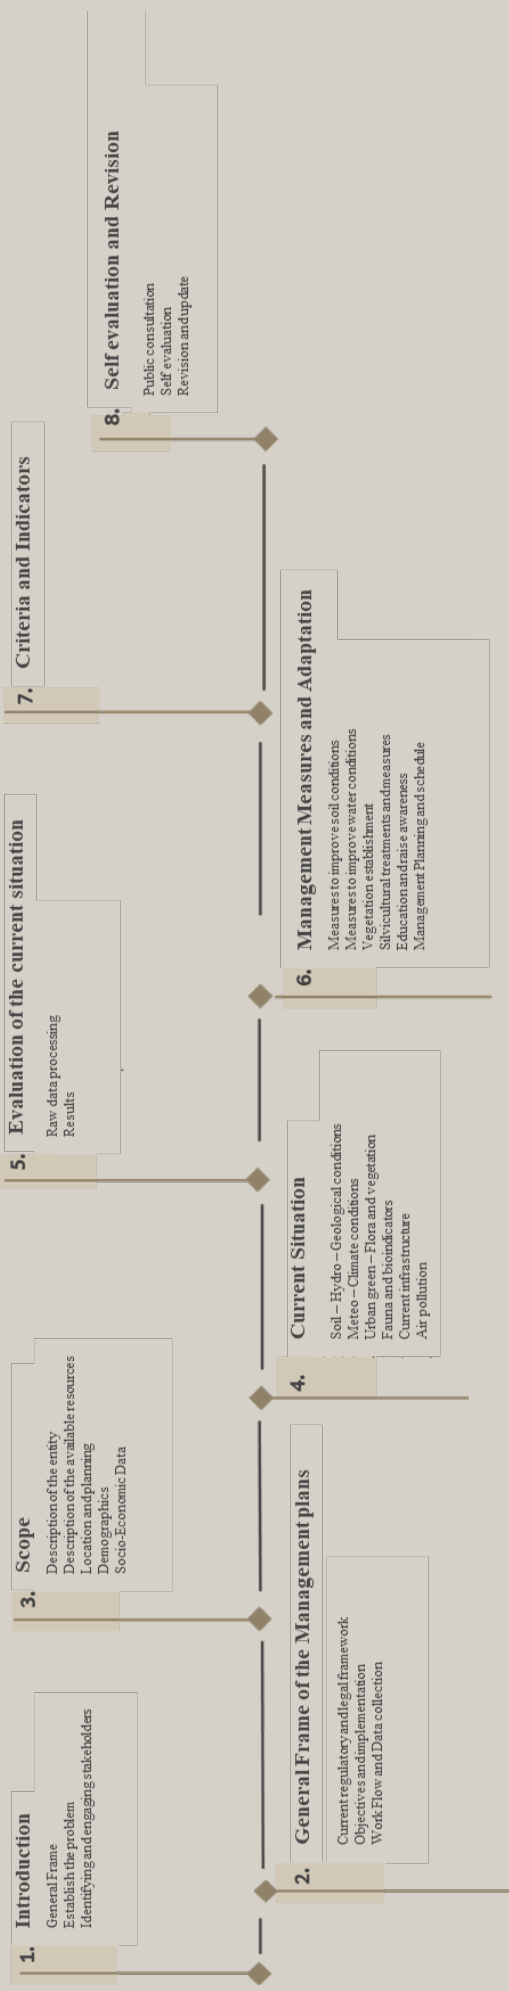 1. Introduction
General Frame
Establish the problem
Identifying and engaging stakeholders
2. General Frame of the Management plans
Current regulatory and legal framework
Objectives and implementation
Work Flow and Data collection
3. Scope
Description of the entity
Description of the available resources
Location and planning
Demographics
Socio-Economic Data
4. Current Situation
Soil – Hydro – Geological conditions
Meteo – Climate conditions
Urban green – Flora and vegetation
Fauna and bioindicators
Current infrastructure
Air pollution
5. Evaluation of the current situation
Raw data processing
Results
6. Management Measures and Adaptation
Measures to improve soil conditions
Measures to improve water conditions
Vegetation establishment
Silvicultural treatments and measures
Education and raise awareness
Management Planning and schedule
7. Criteria and Indicators
8. Self evaluation and Revision
Public consultation
Self evaluation
Revision and update